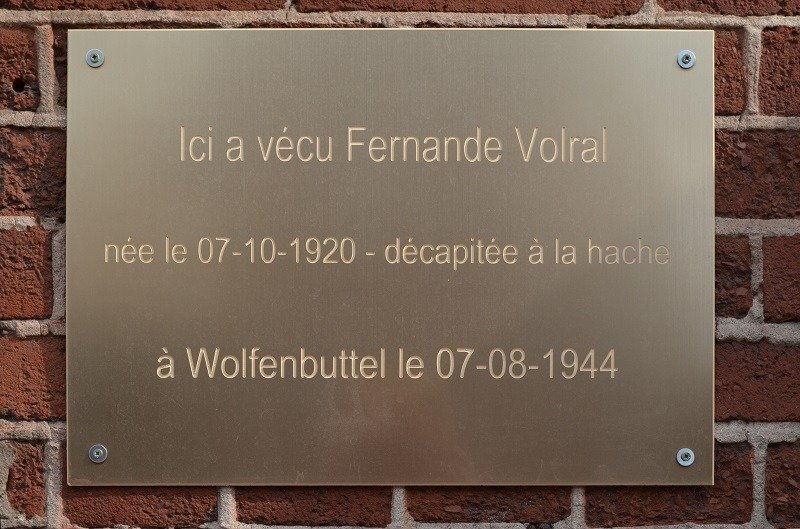 Ici a vécu Fernande Volral
née le 07-10-1920 - décapitée à la hache
à Wolfenbuttel le 07-08-1944